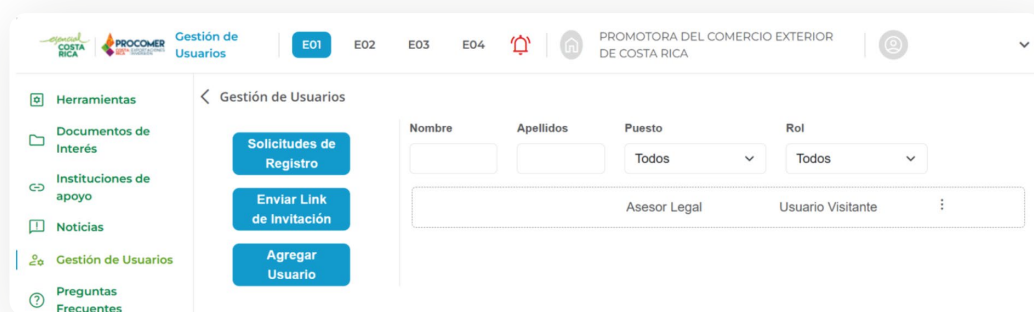 esencial
COSTA
RICA
PROCOMER
Gestión de
Usuarios
E01
E02
E03
E04
PROMOTORA DEL COMERCIO EXTERIOR
DE COSTA RICA
Herramientas
Documentos de
Interés
Instituciones de
apoyo
Noticias
Gestión de Usuarios
Preguntas
Frecuentes
Gestión de Usuarios
Solicitudes de
Registro
Enviar Link
de Invitación
Agregar
Usuario
Nombre
Apellidos
Puesto
Rol
Todos
Todos
Asesor Legal
Usuario Visitante